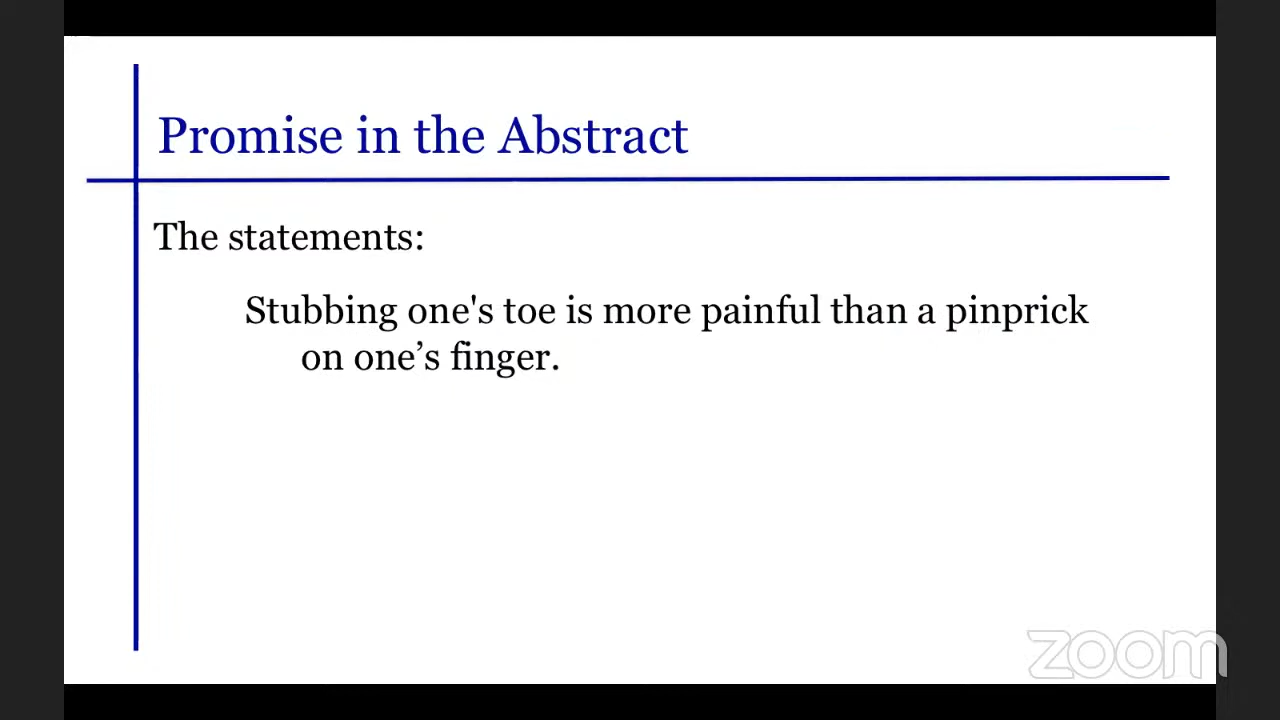 Promise in the Abstract
The statements:
Stubbing one's toe is more painful than a pinprick
on one’s finger.
zoom